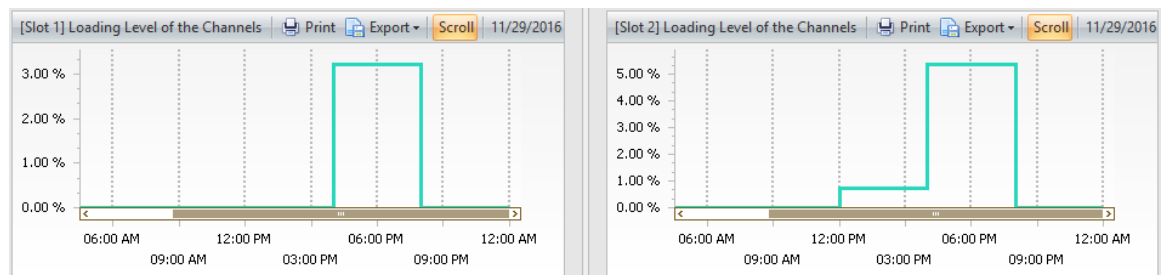 [Slot 1] Loading Level of the Channels Print Export Scroll 11/29/2016
3.00 %
2.00 %
1.00 %
0.00 %
06:00 AM 12:00 PM 06:00 PM 12:00 AM
09:00 AM 03:00 PM 09:00 PM
[Slot 2] Loading Level of the Channels Print Export Scroll 11/29/2016
5.00 %
4.00 %
3.00 %
2.00 %
1.00 %
0.00 %
06:00 AM 12:00 PM 06:00 PM 12:00 AM
09:00 AM 03:00 PM 09:00 PM